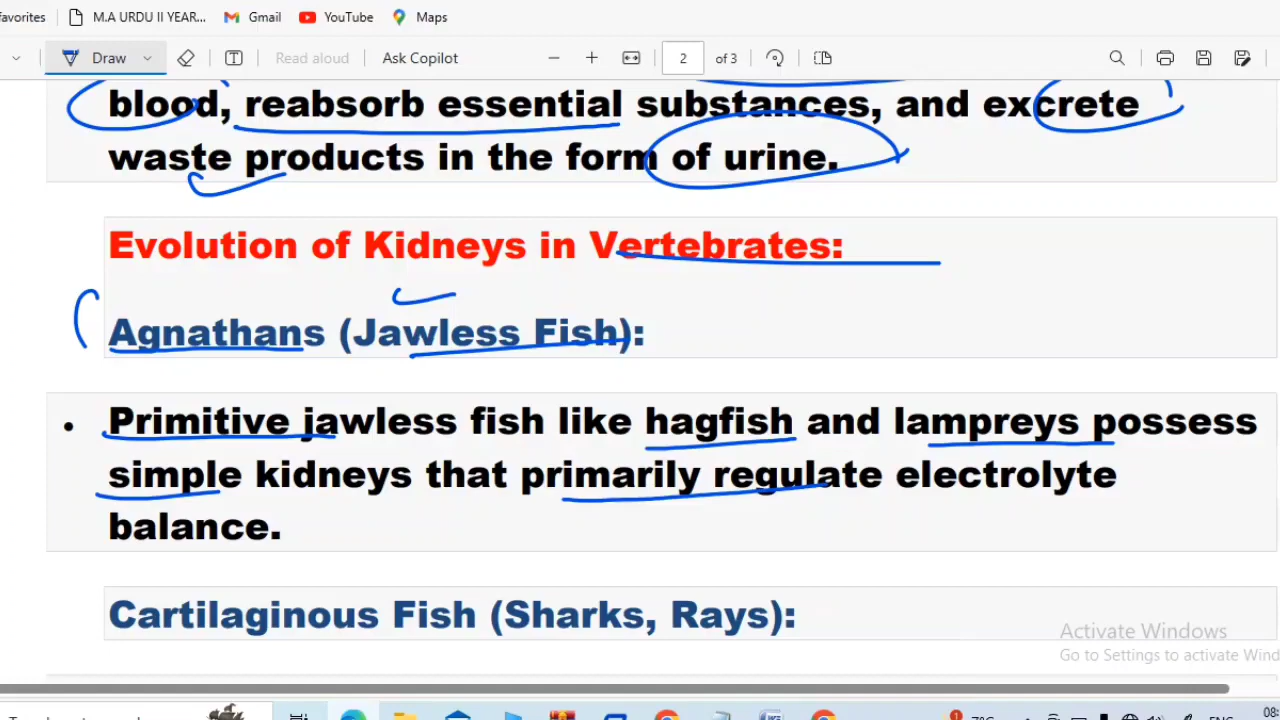 favorites M.A URDU II YEAR... Gmail YouTube Maps
Draw Read aloud Ask Copilot 2 of 3
blood, reabsorb essential substances, and excrete
waste products in the form of urine.
Evolution of Kidneys in Vertebrates:
Agnathans (Jawless Fish):
• Primitive jawless fish like hagfish and lampreys possess
simple kidneys that primarily regulate electrolyte
balance.
Cartilaginous Fish (Sharks, Rays):
Activate Windows
Go to Settings to activate Wind